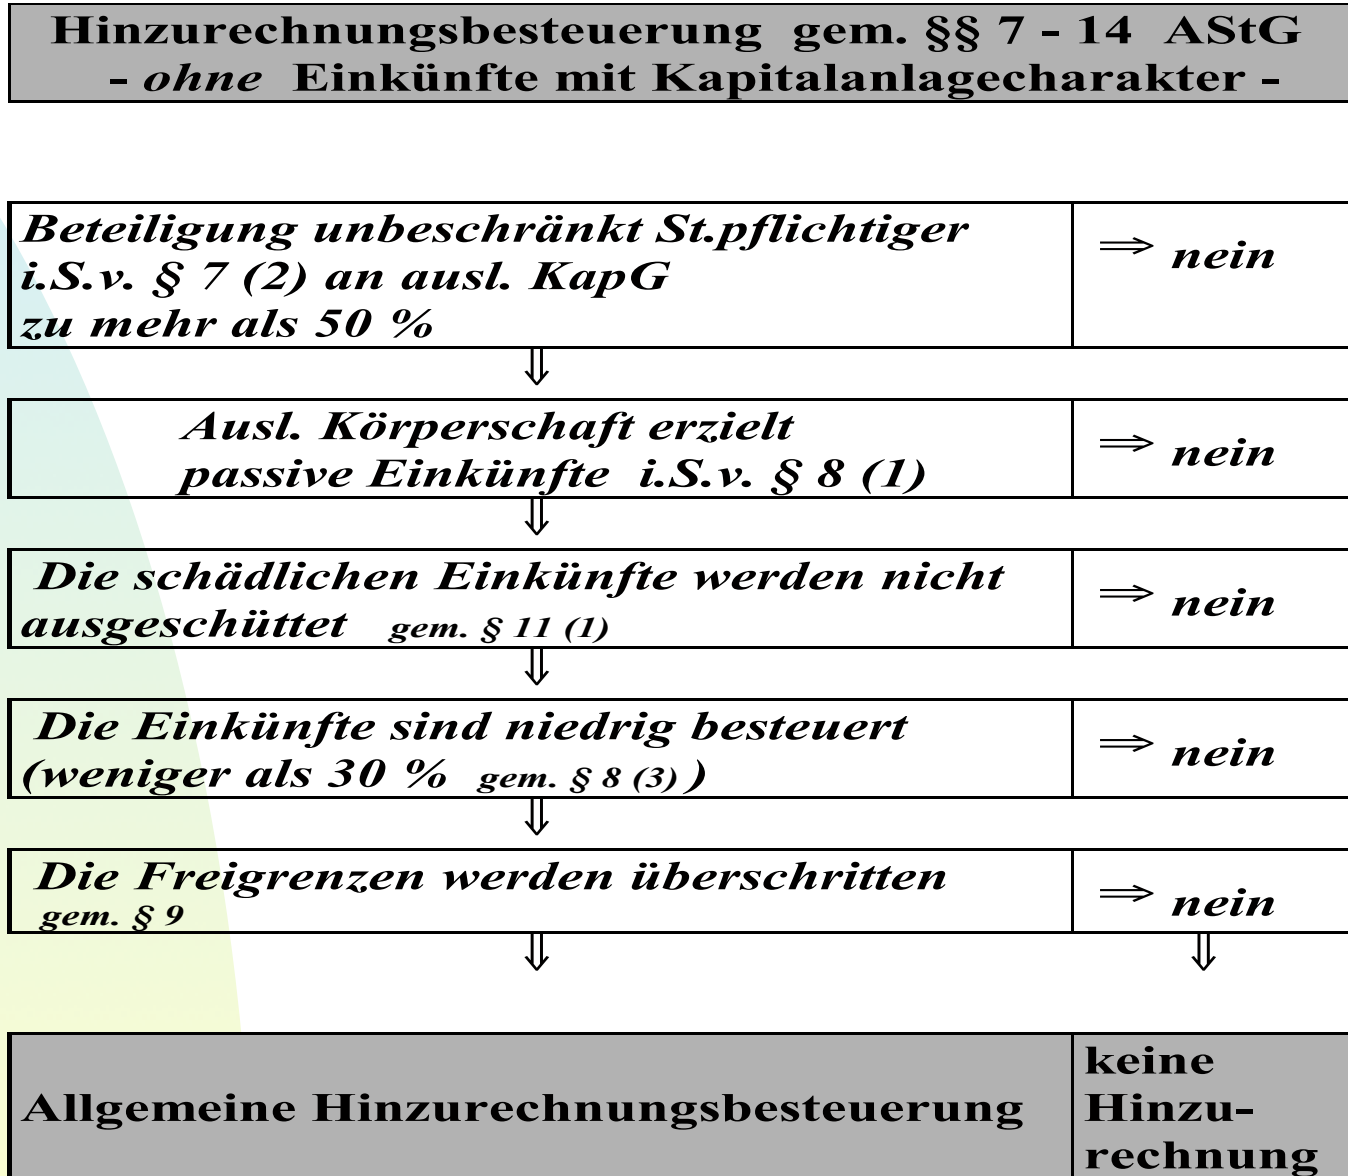 Hinzurechnungsbesteuerung gem. §§ 7 - 14 AStG
- ohne Einkünfte mit Kapitalanlagecharakter -
Beteiligung unbeschränkt St.pflichtiger
i.S.v. § 7 (2) an ausl. KapG
zu mehr als 50 %
⇒ nein
⇓
Ausl. Körperschaft erzielt
passive Einkünfte i.S.v. § 8 (1)
⇒ nein
⇓
Die schädlichen Einkünfte werden nicht
ausgeschüttet gem. § 11 (1)
⇒ nein
⇓
Die Einkünfte sind niedrig besteuert
(weniger als 30 % gem. § 8 (3) )
⇒ nein
⇓
Die Freigrenzen werden überschritten
gem. § 9
⇒ nein
⇓ ⇓
Allgemeine Hinzurechnungsbesteuerung
keine
Hinzu-
rechnung